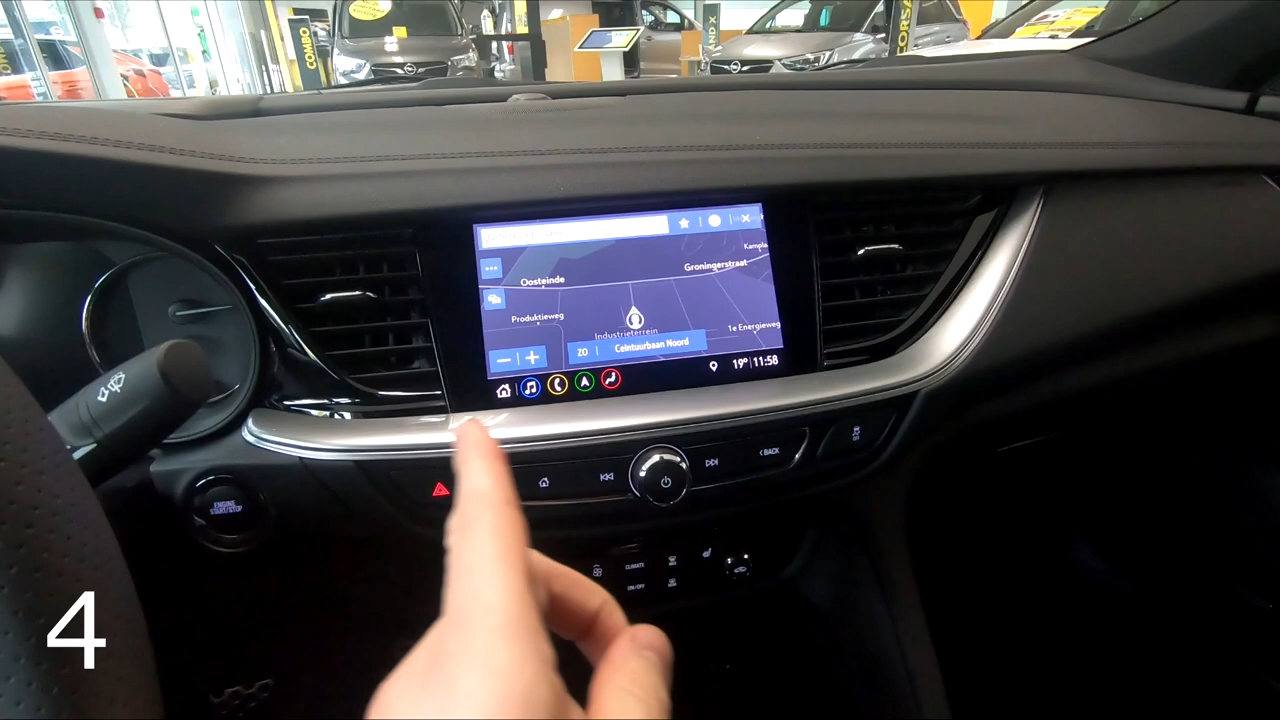 COMBO
CORSA
Kampla
Groningerstraat
Oosteinde
Produktieweg
Industrieterrein
1e Energieweg
ZO Ceintuurbaan Noord
19° 11:58
A
BACK
ENGINE
START/STOP
CLIMATE
ON/OFF
4